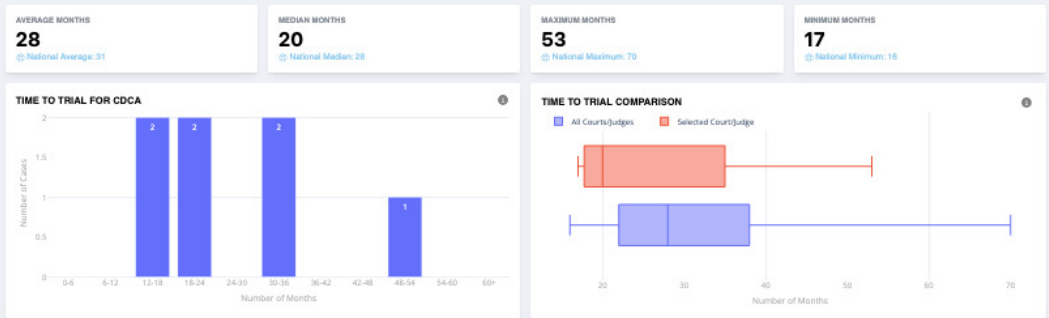 AVERAGE MONTHS
28
National Average: 31
MEDIAN MONTHS
20
National Median: 28
MAXIMUM MONTHS
53
National Maximum: 70
MINIMUM MONTHS
17
National Minimum: 16
TIME TO TRIAL FOR CDCA
Number of Cases
2
1.5
1
0.5
0
2
2
2
1
0-6 6-12 12-18 18-24 24-30 30-36 36-42 42-48 48-54 54-60 60+
Number of Months
TIME TO TRIAL COMPARISON
All Courts/Judges Selected Court/Judge
20 30 40 50 60 70
Number of Months